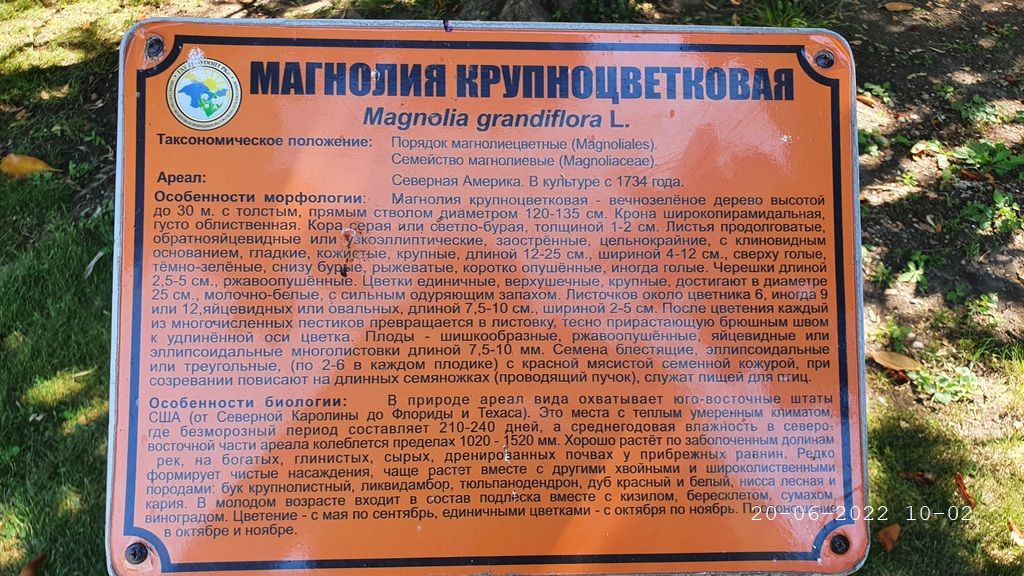 МАГНОЛИЯ КРУПНОЦВЕТКОВАЯ
Magnolia grandiflora L.
Таксономическое положение: Порядок магнолиецветные (Magnoliales).
Семейство магнолиевые (Magnoliaceae).
Ареал: Северная Америка. В культуре с 1734 года.
Особенности морфологии: Магнолия крупноцветковая - вечнозелёное дерево высотой
до 30 м. с толстым, прямым стволом диаметром 120-135 см. Крона широкопирамидальная,
густо облиственная. Кора серая или светло-бурая, толщиной 1-2 см. Листья продолговатые,
обратнояйцевидные или узкоэллиптические, заострённые, цельнокрайние, с клиновидным
основанием, гладкие, кожистые, крупные, длиной 12-25 см., шириной 4-12 см., сверху голые,
тёмно-зелёные, снизу бурые, рыжеватые, коротко опушённые, иногда голые. Черешки длиной
2,5-5 см., ржавоопушённые. Цветки единичные, верхушечные, крупные, достигают в диаметре
25 см., молочно-белые, с сильным одуряющим запахом. Листочков около цветника 6, иногда 9
или 12,яйцевидных или овальных, длиной 7,5-10 см., шириной 2-5 см. После цветения каждый
из многочисленных пестиков превращается в листовку, тесно прирастающую брюшным швом
к удлинённой оси цветка. Плоды - шишкообразные, ржавоопушённые, яйцевидные или
эллипсоидальные многолистовки длиной 7,5-10 мм. Семена блестящие, эллипсоидальные
или треугольные, (по 2-6 в каждом плодике) с красной мясистой семенной кожурой, при
созревании повисают на длинных семяножках (проводящий пучок), служат пищей для птиц.
Особенности биологии: В природе ареал вида охватывает юго-восточные штаты
США (от Северной Каролины до Флориды и Техаса). Это места с теплым умеренным климатом,
где безморозный период составляет 210-240 дней, а среднегодовая влажность в северо-
восточной части ареала колеблется пределах 1020 - 1520 мм. Хорошо растёт по заболоченным долинам
рек, на богатых, глинистых, сырых, дренированных почвах у прибрежных равнин. Редко
формирует чистые насаждения, чаще растет вместе с другими хвойными и широколиственными
породами: бук крупнолистный, ликвидамбор, тюльпанодендрон, дуб красный и белый, нисса лесная и
кария. В молодом возрасте входит в состав подлеска вместе с кизилом, бересклетом, сумахом,
виноградом. Цветение - с мая по сентябрь, единичными цветками - с октября по ноябрь. Плодоношение
в октябре и ноябре.
20-06-2022 10-02